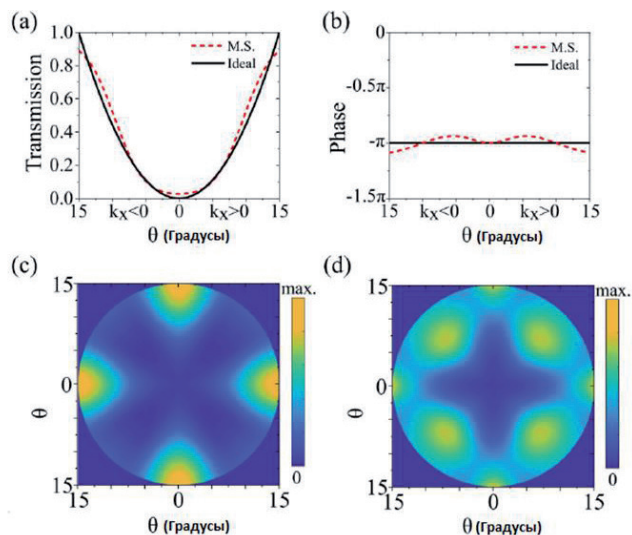 (a)
1.0
0.8
0.6
0.4
0.2
0.0
Transmission
M.S.
Ideal
15 kx<0 0 kx>0 15
θ (Градусы)
(b)
0
-0.5π
-π
-1.5π
Phase
M.S.
Ideal
15 kx<0 0 kx>0 15
θ (Градусы)
(c)
15
0
15
θ
max.
0
15 0 15
θ (Градусы)
(d)
15
0
15
θ
max.
0
15 0 15
θ (Градусы)